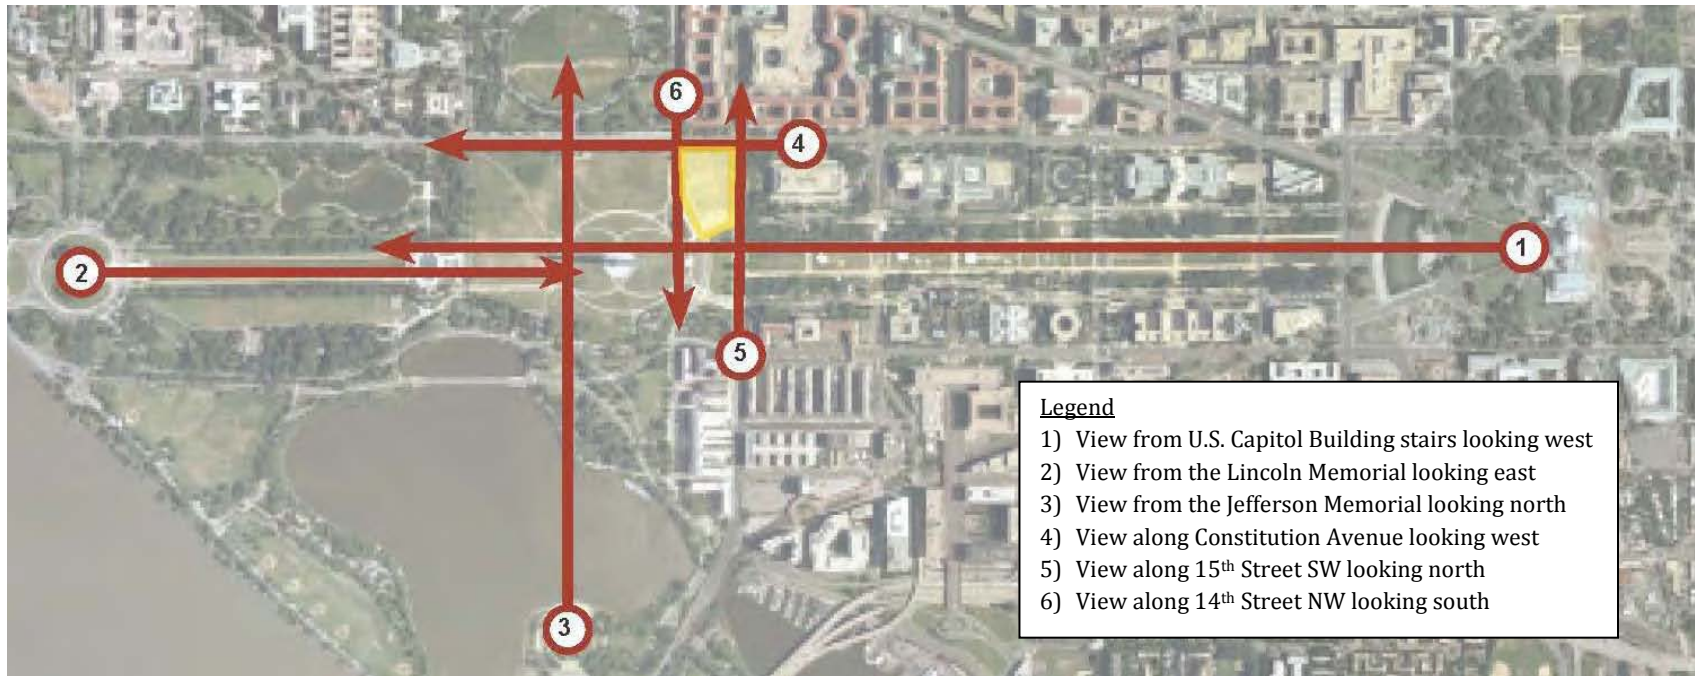 6
4
1
2
5
3
Legend
1) View from U.S. Capitol Building stairs looking west
2) View from the Lincoln Memorial looking east
3) View from the Jefferson Memorial looking north
4) View along Constitution Avenue looking west
5) View along 15th Street SW looking north
6) View along 14th Street NW looking south